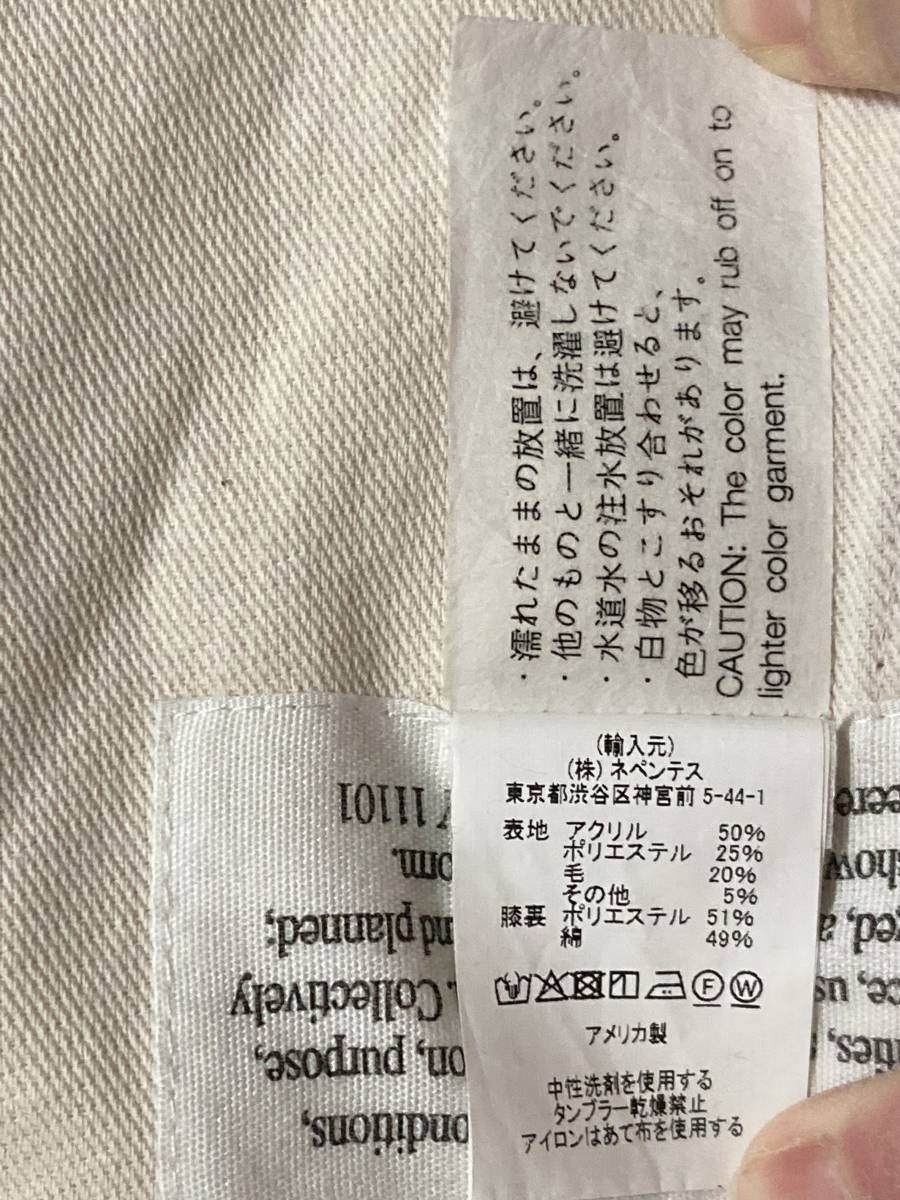 ・濡れたままの放置は、避けてください。
・他のものと一緒に洗濯しないでください。
・水道水の注水放置は避けてください。
・白物とこすり合わせると、
色が移るおそれがあります。
CAUTION: The color may rub off on to
lighter color garment.
(輸入元)
(株) ネペンテス
東京都渋谷区神宮前 5-44-1
表地 アクリル 50%
ポリエステル 25%
毛 20%
その他 5%
膝裏 ポリエステル 51%
綿 49%
F W
アメリカ製
中性洗剤を使用する
タンブラー乾燥禁止
アイロンはあて布を使用する
onditions,
on, purpose,
. Collectively
nd planned;
om.
11101